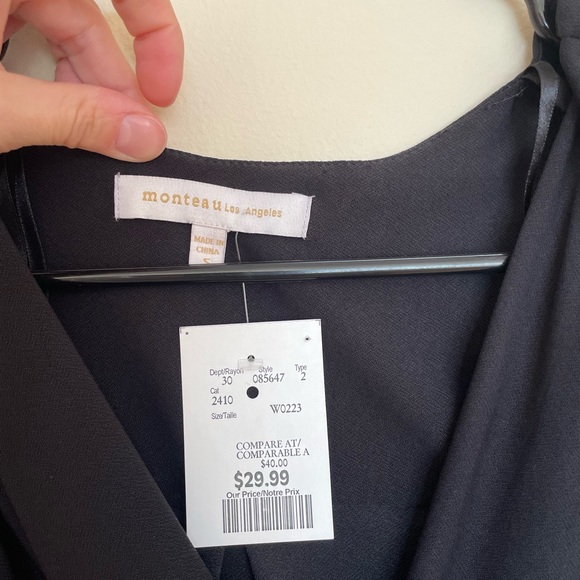 monteau Los Angeles
MADE IN
CHINA
S
Dept/Rayon Style Type
30 085647 2
Cat
2410
Size/Taille W0223
COMPARE AT/
COMPARABLE A
$40.00
$29.99
Our Price/Notre Prix